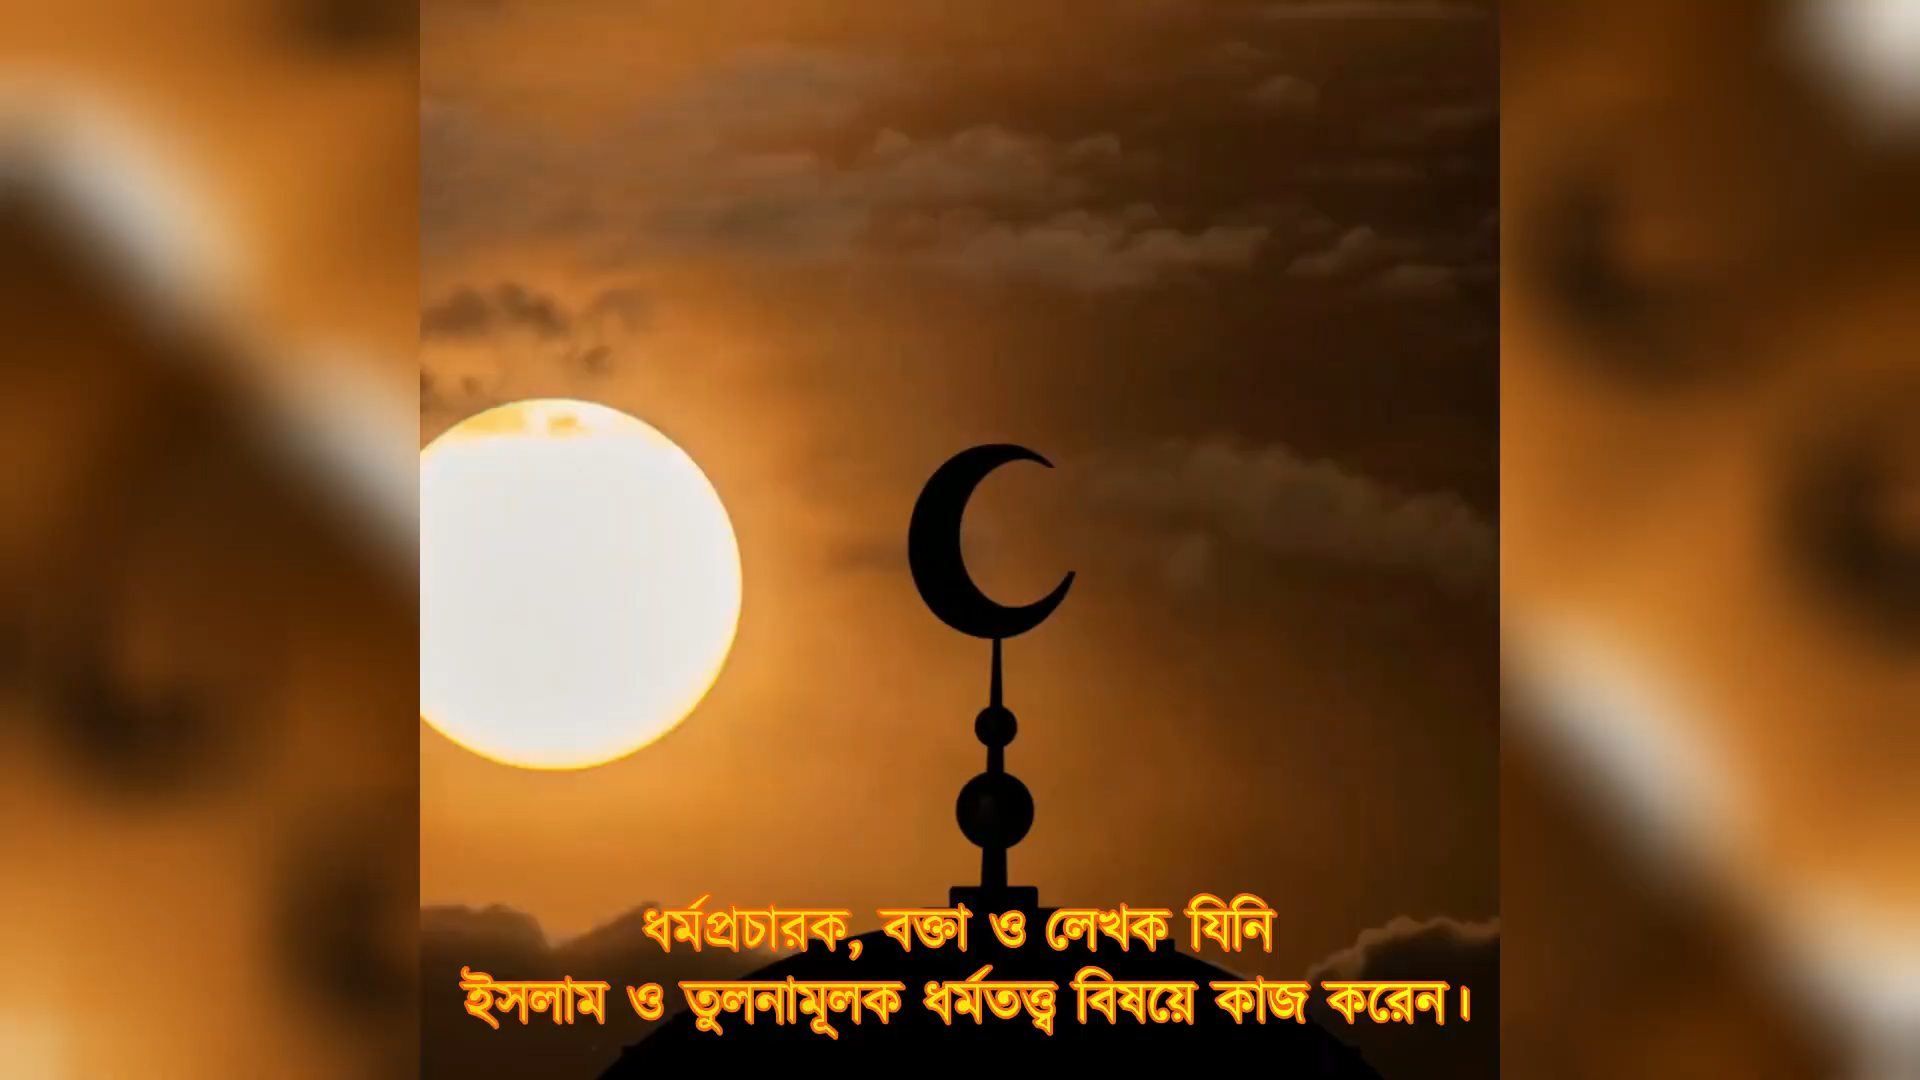 ধর্মপ্রচারক, বক্তা ও লেখক যিনি
ইসলাম ও তুলনামূলক ধর্মতত্ত্ব বিষয়ে কাজ করেন।